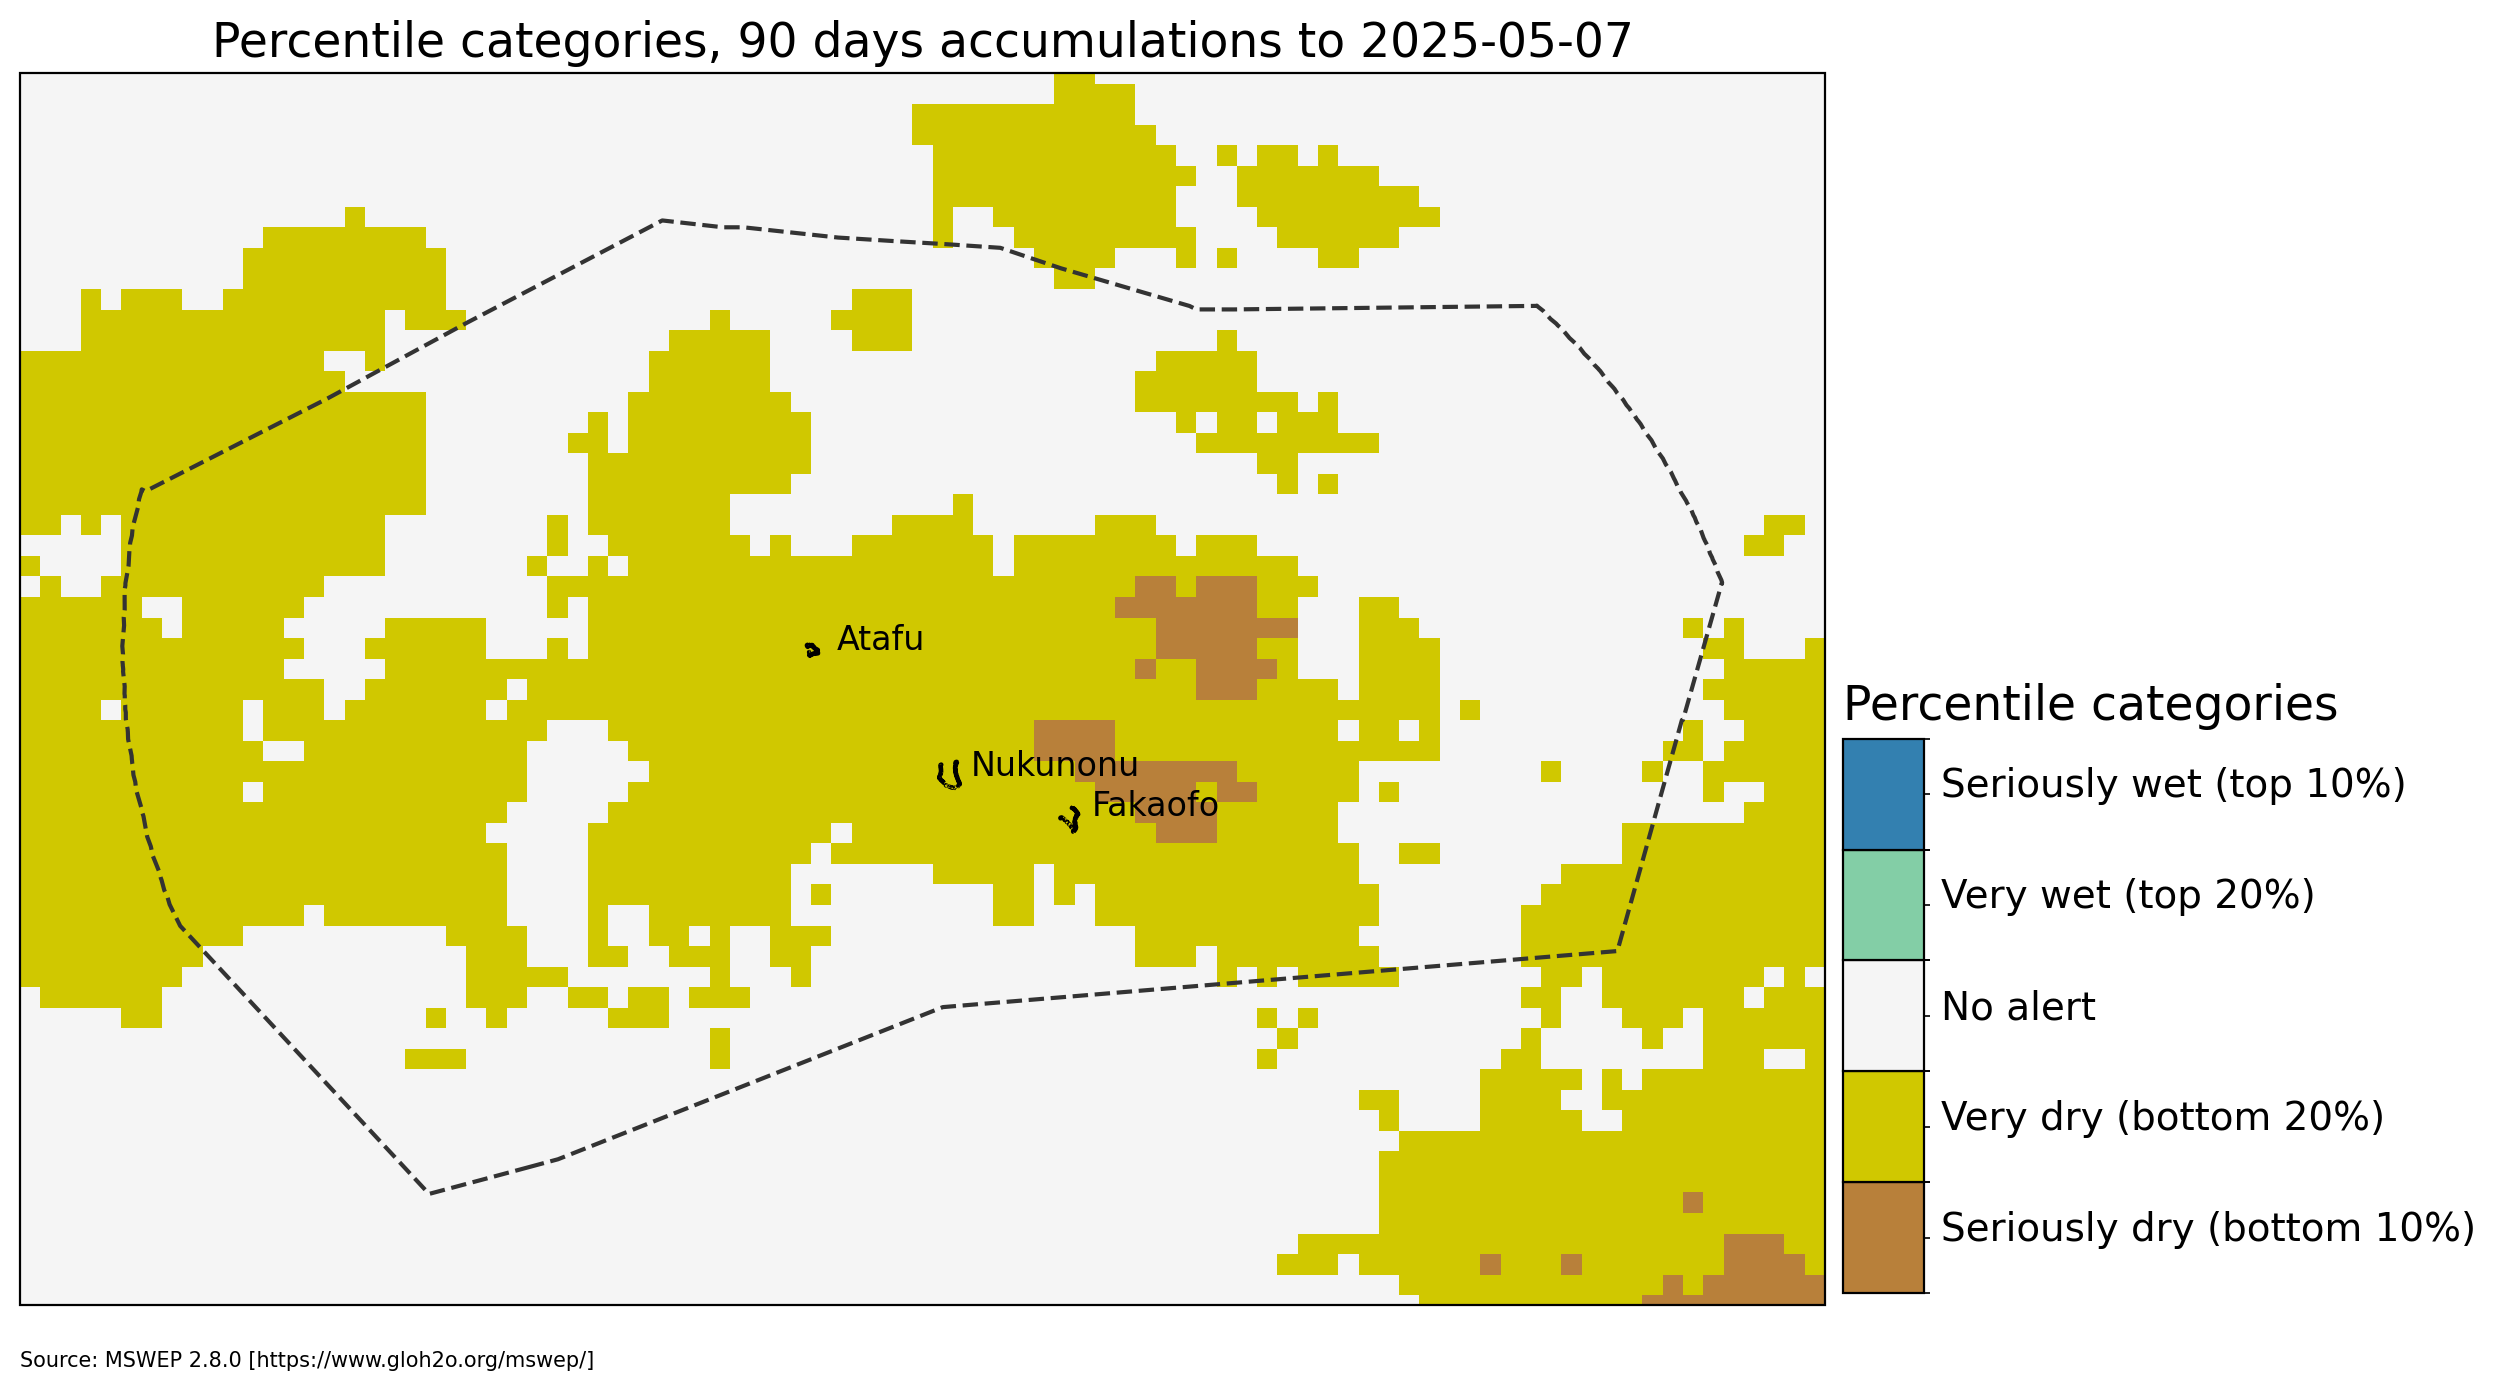 Percentile categories, 90 days accumulations to 2025-05-07
Atafu
Nukunonu
Fakaofo
Percentile categories
Seriously wet (top 10%)
Very wet (top 20%)
No alert
Very dry (bottom 20%)
Seriously dry (bottom 10%)
Source: MSWEP 2.8.0 [https://www.gloh2o.org/mswep/]